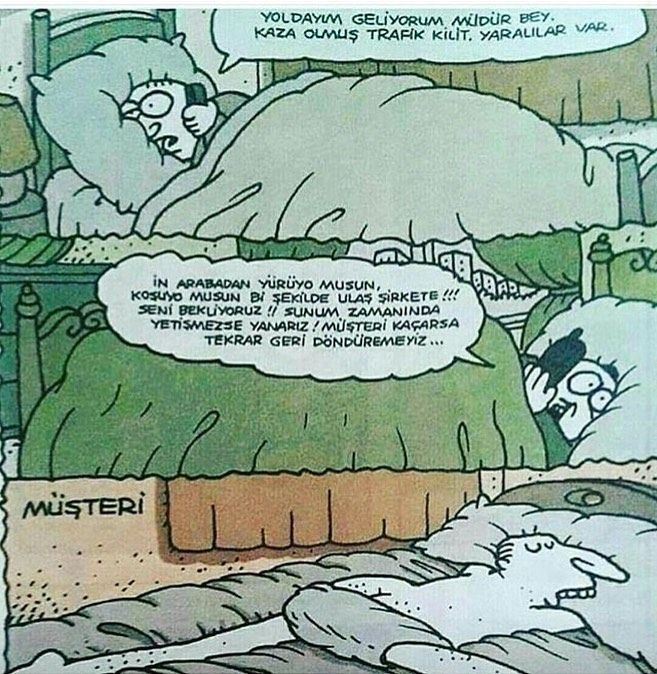 YOLDAYIM GELİYORUM MÜDÜR BEY.
KAZA OLMUŞ TRAFİK KİLİT. YARALILAR VAR.
İN ARABADAN YÜRÜYO MUSUN,
KOŞUYO MUSUN Bİ ŞEKİLDE ULAŞ ŞİRKETE!!!
SENİ BEKLİYORUZ!! SUNUM ZAMANINDA
YETİŞMEZSE YANARIZ! MÜŞTERİ KAÇARSA
TEKRAR GERİ DÖNDÜREMEYİZ...
MÜŞTERİ